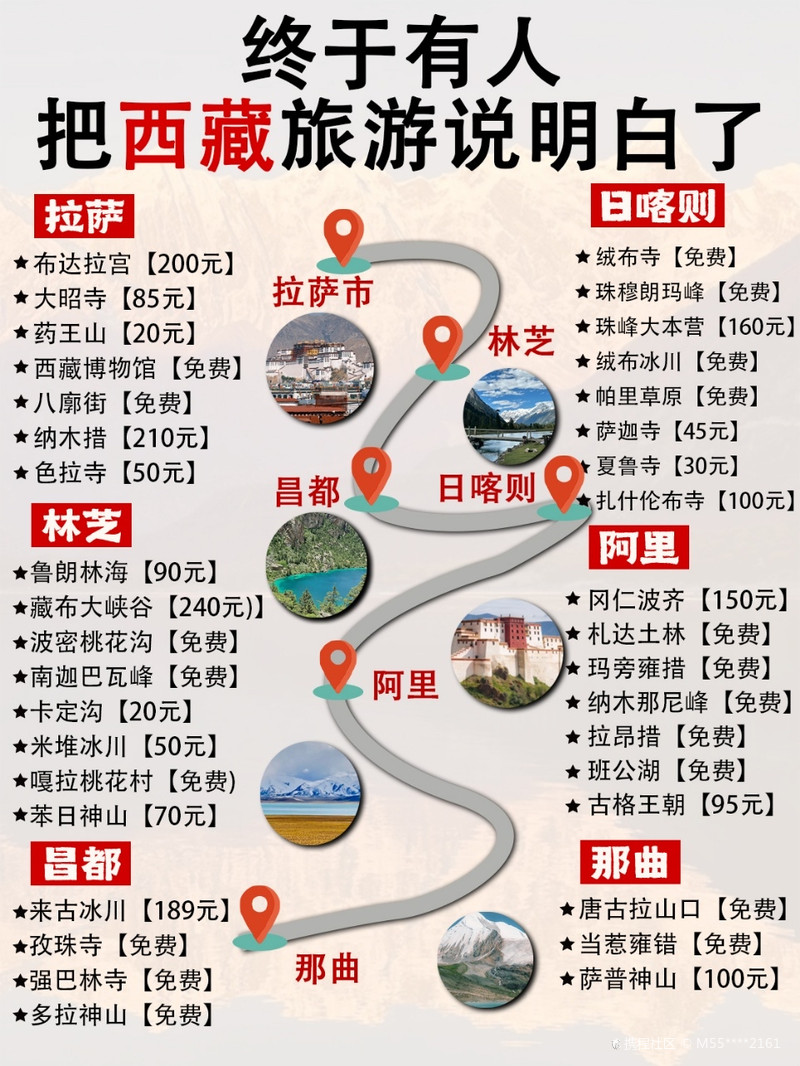 终于有人
把西藏旅游说明白了
拉萨
★布达拉宫【200元】
★大昭寺【85元】
★药王山【20元】
★西藏博物馆【免费】
★八廓街【免费】
★纳木措【210元】
★色拉寺【50元】
林芝
★鲁朗林海【90元】
★藏布大峡谷【240元)】
★波密桃花沟【免费】
★南迦巴瓦峰【免费】
★卡定沟【20元】
★米堆冰川【50元】
★嘎拉桃花村【免费)
★苯日神山【70元】
昌都
★来古冰川【189元】
★孜珠寺【免费】
★强巴林寺【免费】
★多拉神山【免费】
拉萨市
林芝
昌都
日喀则
阿里
那曲
日喀则
★绒布寺【免费】
★珠穆朗玛峰【免费】
★珠峰大本营【160元】
★绒布冰川【免费】
★帕里草原【免费】
★萨迦寺【45元】
★夏鲁寺【30元】
★扎什伦布寺【100元】
阿里
★冈仁波齐【150元】
★札达土林【免费】
★玛旁雍措【免费】
★纳木那尼峰【免费】
★拉昂措【免费】
★班公湖【免费】
★古格王朝【95元】
那曲
★唐古拉山口【免费】
★当惹雍错【免费】
★萨普神山【100元】
携程社区 © M55****2161